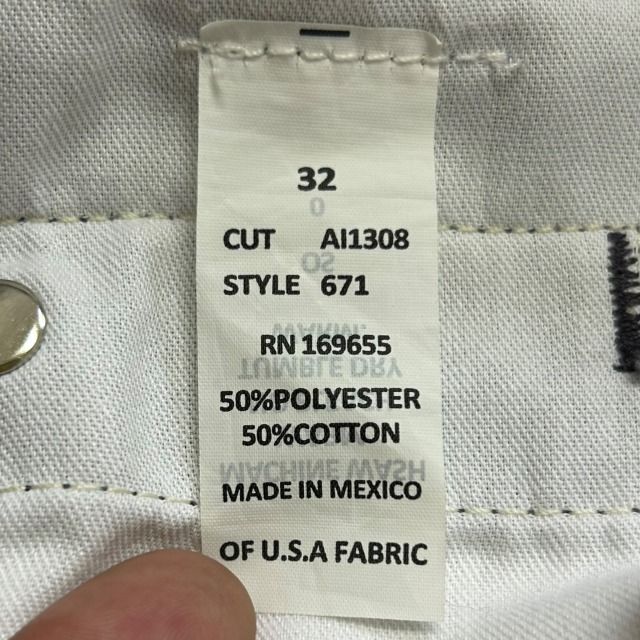 32
CUT AI1308
STYLE 671
RN 169655
50%POLYESTER
50%COTTON
MADE IN MEXICO
OF U.S.A FABRIC